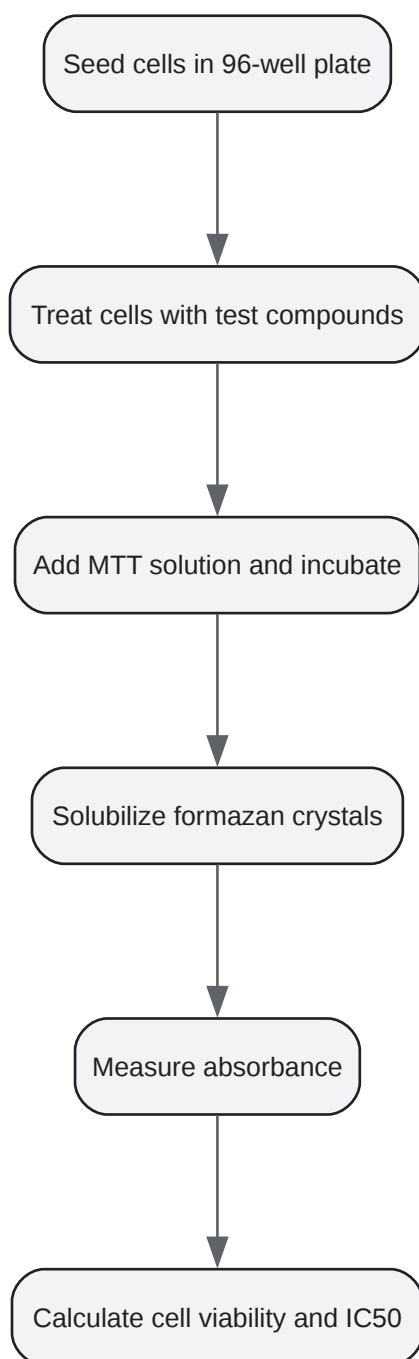 Seed cells in 96-well plate
Treat cells with test compounds
Add MTT solution and incubate
Solubilize formazan crystals
Measure absorbance
Calculate cell viability and IC50